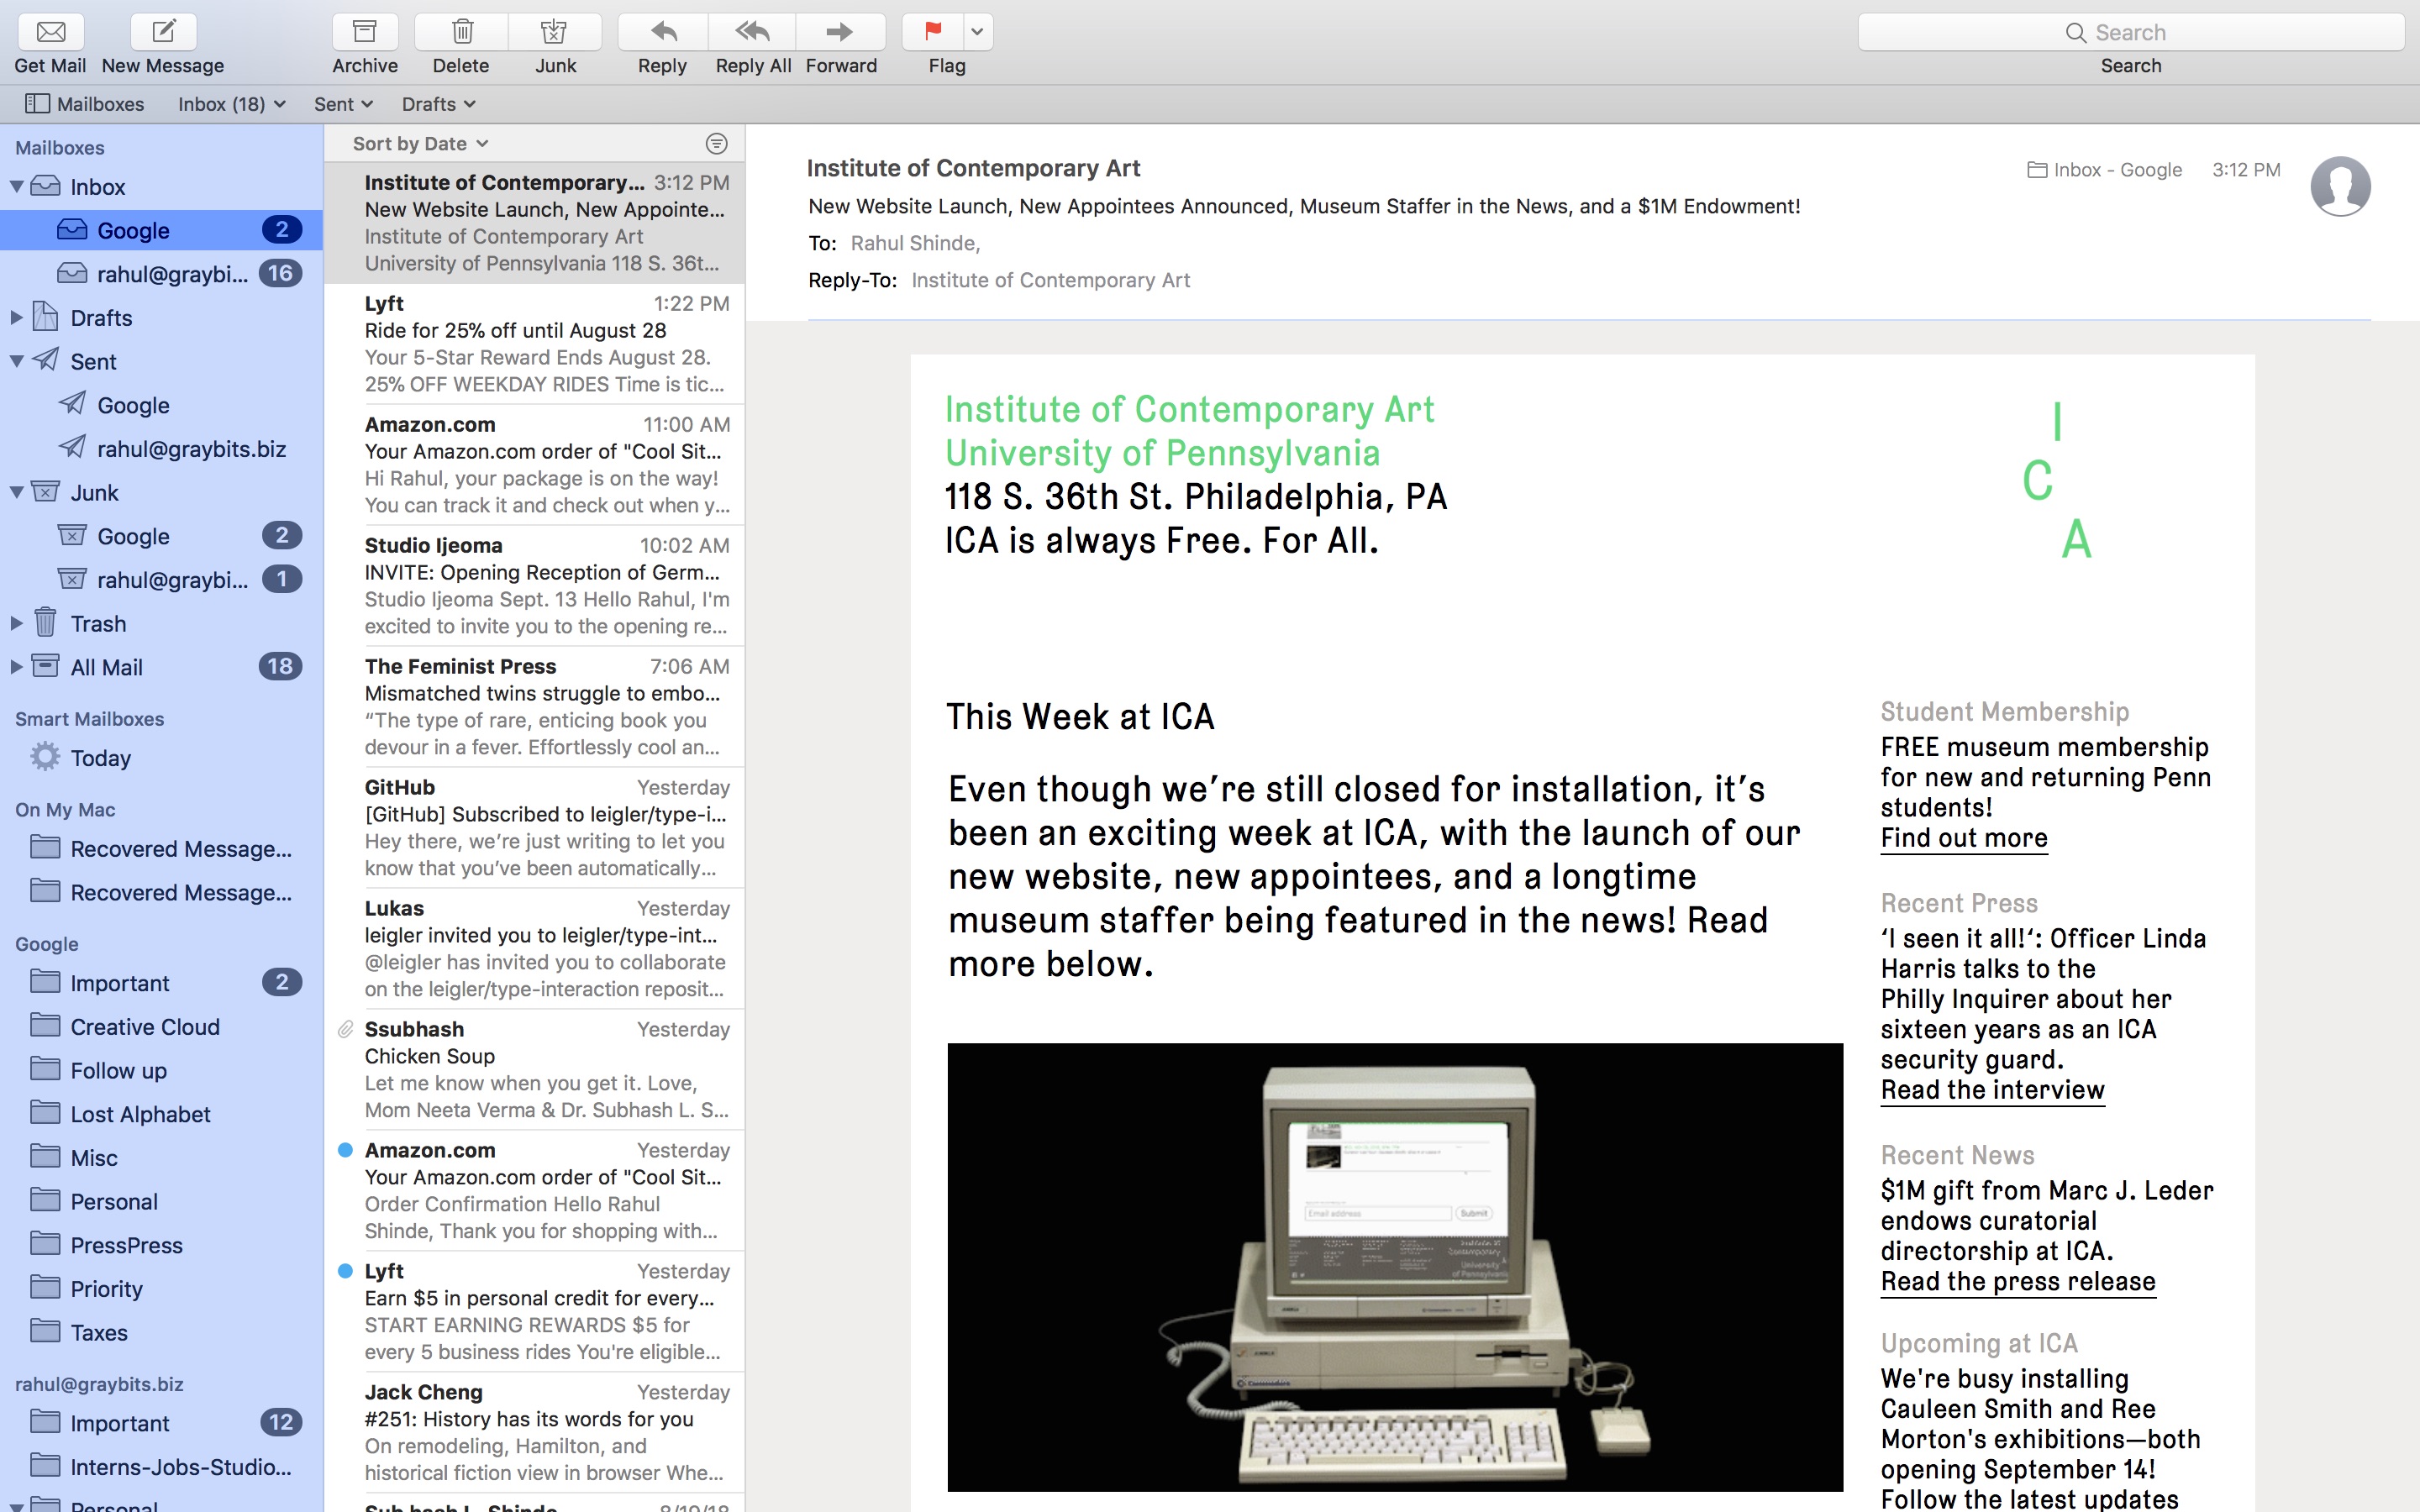 Search
Get Mail New Message Archive Delete Junk Reply Reply All Forward Flag Search
Mailboxes Inbox (18) Sent Drafts
Mailboxes
Inbox
Google 2
rahul@graybi... 16
Drafts
Sent
Google
rahul@graybits.biz
Junk
Google 2
rahul@graybi... 1
Trash
All Mail 18
Smart Mailboxes
Today
On My Mac
Recovered Message...
Recovered Message...
Google
Important 2
Creative Cloud
Follow up
Lost Alphabet
Misc
Personal
PressPress
Priority
Taxes
rahul@graybits.biz
Important 12
Interns-Jobs-Studio...
Personal
Sort by Date
Institute of Contemporary... 3:12 PM
New Website Launch, New Appointe...
Institute of Contemporary Art
University of Pennsylvania 118 S. 36t...
Lyft 1:22 PM
Ride for 25% off until August 28
Your 5-Star Reward Ends August 28.
25% OFF WEEKDAY RIDES Time is tic...
Amazon.com 11:00 AM
Your Amazon.com order of "Cool Sit...
Hi Rahul, your package is on the way!
You can track it and check out when y...
Studio Ijeoma 10:02 AM
INVITE: Opening Reception of Germ...
Studio Ijeoma Sept. 13 Hello Rahul, I'm
excited to invite you to the opening re...
The Feminist Press 7:06 AM
Mismatched twins struggle to embo...
“The type of rare, enticing book you
devour in a fever. Effortlessly cool an...
GitHub Yesterday
[GitHub] Subscribed to leigler/type-i...
Hey there, we’re just writing to let you
know that you’ve been automatically...
Lukas Yesterday
leigler invited you to leigler/type-int...
@leigler has invited you to collaborate
on the leigler/type-interaction reposit...
Ssubhash Yesterday
Chicken Soup
Let me know when you get it. Love,
Mom Neeta Verma & Dr. Subhash L. S...
Amazon.com Yesterday
Your Amazon.com order of "Cool Sit...
Order Confirmation Hello Rahul
Shinde, Thank you for shopping with...
Lyft Yesterday
Earn $5 in personal credit for every...
START EARNING REWARDS $5 for
every 5 business rides You're eligible...
Jack Cheng Yesterday
#251: History has its words for you
On remodeling, Hamilton, and
historical fiction view in browser Whe...
Sub hash L. Shinde 8/19/18
Institute of Contemporary Art Inbox - Google 3:12 PM
New Website Launch, New Appointees Announced, Museum Staffer in the News, and a $1M Endowment!
To: Rahul Shinde,
Reply-To: Institute of Contemporary Art
Institute of Contemporary Art
University of Pennsylvania
118 S. 36th St. Philadelphia, PA
ICA is always Free. For All.
I
C
A
This Week at ICA
Even though we’re still closed for installation, it’s
been an exciting week at ICA, with the launch of our
new website, new appointees, and a longtime
museum staffer being featured in the news! Read
more below.
Email address Submit
Contemporary
University
of Pennsylvania
Commodore
Student Membership
FREE museum membership
for new and returning Penn
students!
Find out more
Recent Press
‘I seen it all!‘: Officer Linda
Harris talks to the
Philly Inquirer about her
sixteen years as an ICA
security guard.
Read the interview
Recent News
$1M gift from Marc J. Leder
endows curatorial
directorship at ICA.
Read the press release
Upcoming at ICA
We're busy installing
Cauleen Smith and Ree
Morton's exhibitions—both
opening September 14!
Follow the latest updates